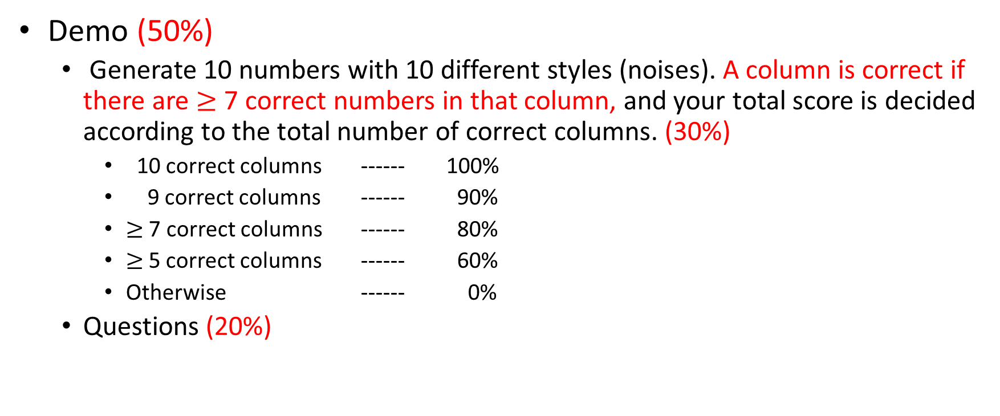 • Demo (50%)
• Generate 10 numbers with 10 different styles (noises). A column is correct if
there are ≥ 7 correct numbers in that column, and your total score is decided
according to the total number of correct columns. (30%)
• 10 correct columns ------ 100%
• 9 correct columns ------ 90%
• ≥ 7 correct columns ------ 80%
• ≥ 5 correct columns ------ 60%
• Otherwise ------ 0%
• Questions (20%)